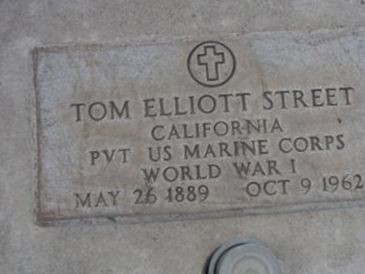 TOM ELLIOTT STREET
CALIFORNIA
PVT US MARINE CORPS
WORLD WAR I
MAY 26 1889 OCT 9 1962